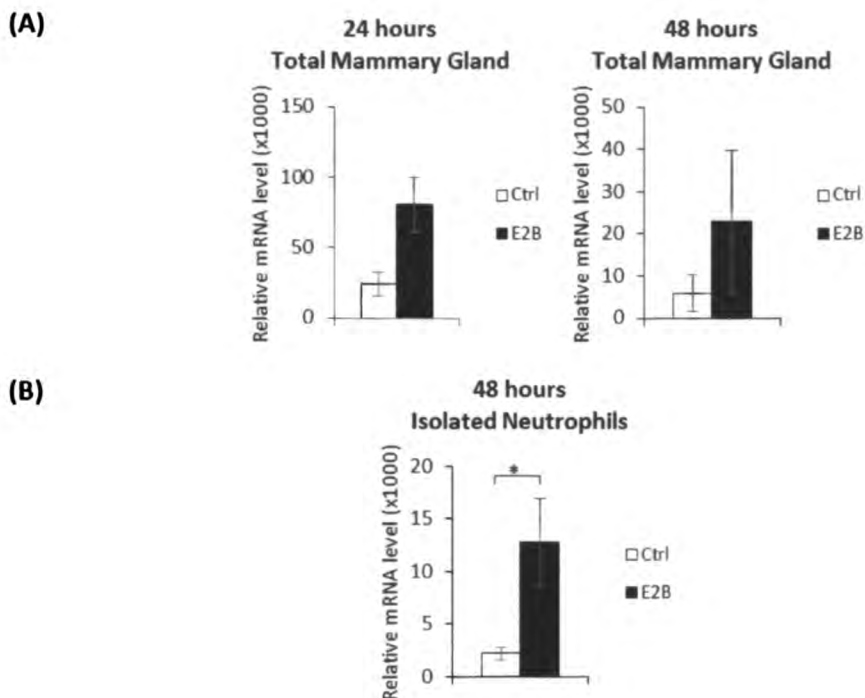 (A)
24 hours
Total Mammary Gland
Relative mRNA level (x1000)
150
100
50
0
Ctrl
E2B
48 hours
Total Mammary Gland
Relative mRNA level (x1000)
50
40
30
20
10
0
Ctrl
E2B
(B)
48 hours
Isolated Neutrophils
Relative mRNA level (x1000)
20
15
10
5
0
*
Ctrl
E2B